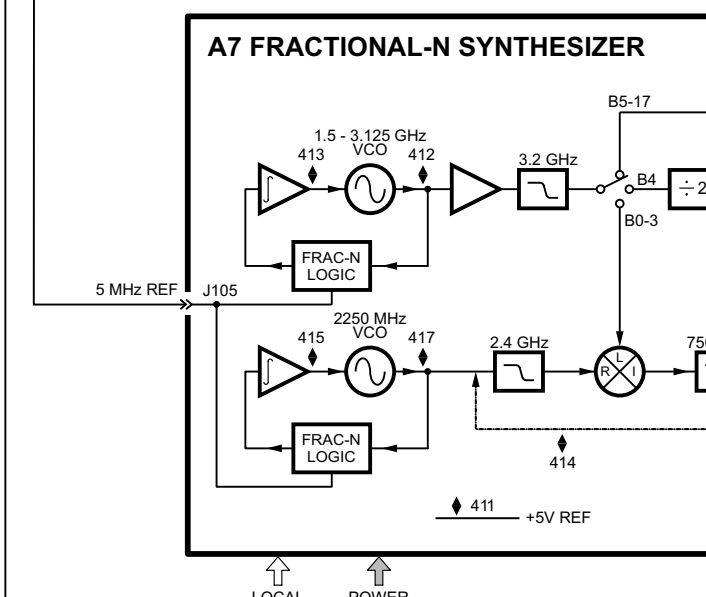 A7 FRACTIONAL-N SYNTHESIZER
B5-17
1.5 - 3.125 GHz
VCO
413
412
3.2 GHz
B4
÷ 2
B0-3
FRAC-N
LOGIC
5 MHz REF
J105
2250 MHz
VCO
415
417
2.4 GHz
750
L
R
I
FRAC-N
LOGIC
414
411
+5V REF
LOCAL
POWER